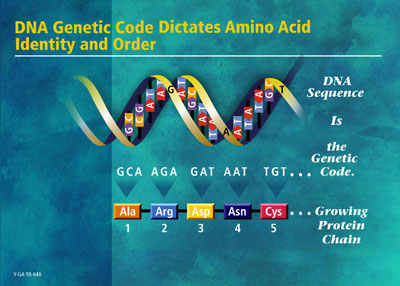 DNA Genetic Code Dictates Amino Acid
Identity and Order
DNA
Sequence
Is
the
Genetic
Code.
GCA AGA GAT AAT TGT...
Ala Arg Asp Asn Cys ... Growing
1 2 3 4 5 Protein
Chain
Y-GA 98-648